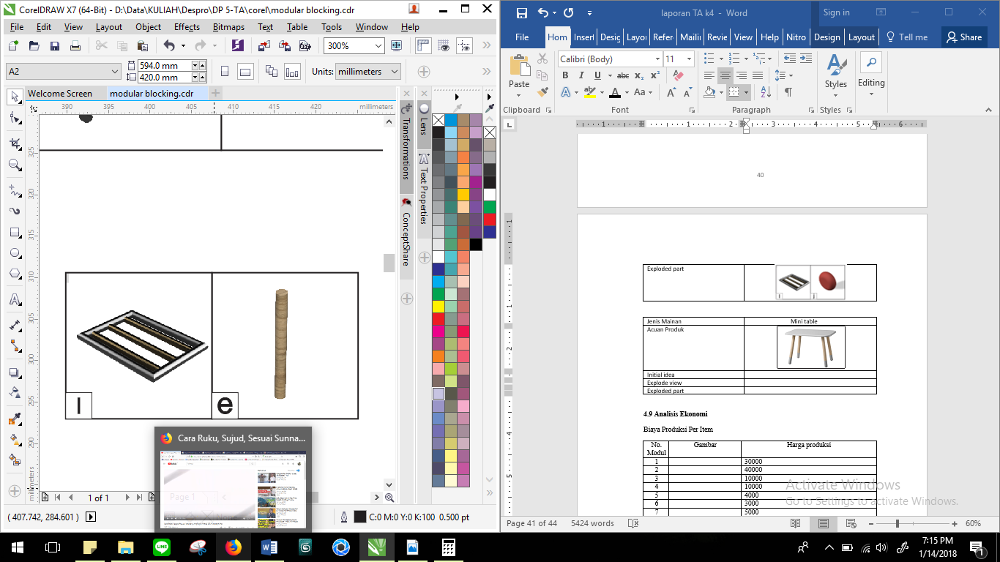 CorelDRAW X7 (64-Bit) - D:\Data\KULIAH\Despro\DP 5-TA\corel\modular blocking.cdr
File Edit View Layout Object Effects Bitmaps Text Table Tools Window Help
300%
A2
594.0 mm
420.0 mm
Units: millimeters
Welcome Screen
modular blocking.cdr
390 395 400 405 410 415 420 millimeters
325
320
315
310
305
300
295
290
millimeters
Transformations
ConceptShare
Lens
Text Properties
l
e
Cara Ruku, Sujud, Sesuai Sunna...
1 of 1
Page 1
( 407.742, 284.601 )
C:0 M:0 Y:0 K:100 0.500 pt
laporan TA k4 - Word
Sign in
File Hom Insert Desig Layou Refer Mailin Revie View Help Nitro Design Layout Tell me Share
Paste
Clipboard
Calibri (Body)
11
B I U abc x₂ x²
A ab A Aa A A
Font
Paragraph
Styles
Styles
Editing
40
Exploded part
Jenis Mainan Mini table
Acuan Produk
Initial idea
Explode view
Exploded part
4.9 Analisis Ekonomi
Biaya Produksi Per Item
No. Modul Gambar Harga produksi
1 30000
2 40000
3 10000
4 10000
5 4000
6 3000
7 5000
Activate Windows
Go to Settings to activate Windows.
Page 41 of 44 5424 words
60%
7:15 PM
1/14/2018